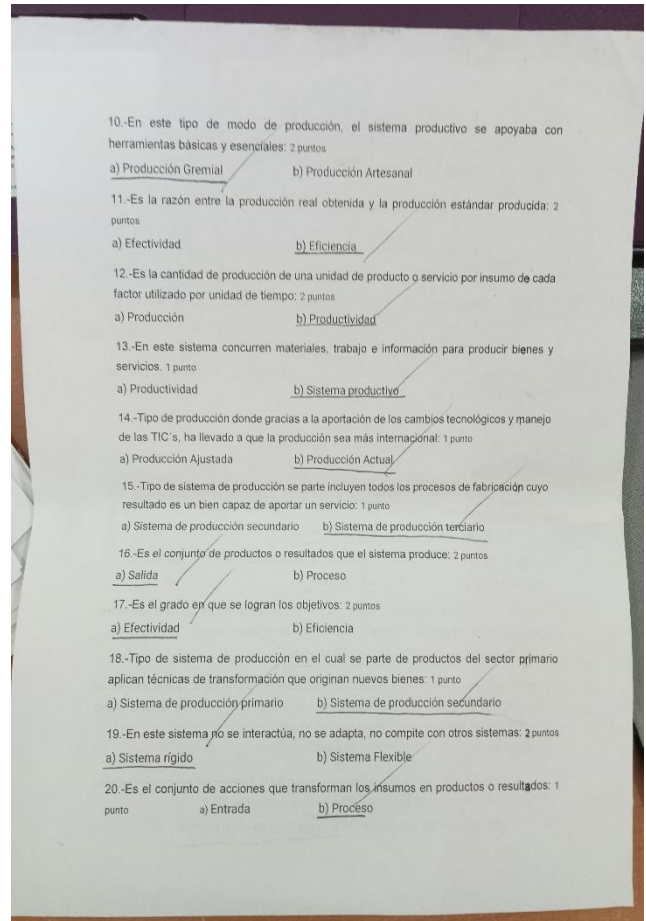 10.-En este tipo de modo de producción, el sistema productivo se apoyaba con
herramientas básicas y esenciales: 2 puntos
a) Producción Gremial b) Producción Artesanal
11.-Es la razón entre la producción real obtenida y la producción estándar producida: 2
puntos
a) Efectividad b) Eficiencia
12.-Es la cantidad de producción de una unidad de producto o servicio por insumo de cada
factor utilizado por unidad de tiempo: 2 puntos
a) Producción b) Productividad
13.-En este sistema concurren materiales, trabajo e información para producir bienes y
servicios. 1 punto
a) Productividad b) Sistema productivo
14.-Tipo de producción donde gracias a la aportación de los cambios tecnológicos y manejo
de las TIC's, ha llevado a que la producción sea más internacional: 1 punto
a) Producción Ajustada b) Producción Actual
15.-Tipo de sistema de producción se parte incluyen todos los procesos de fabricación cuyo
resultado es un bien capaz de aportar un servicio: 1 punto
a) Sistema de producción secundario b) Sistema de producción terciario
16.-Es el conjunto de productos o resultados que el sistema produce: 2 puntos
a) Salida b) Proceso
17.-Es el grado en que se logran los objetivos: 2 puntos
a) Efectividad b) Eficiencia
18.-Tipo de sistema de producción en el cual se parte de productos del sector primario
aplican técnicas de transformación que originan nuevos bienes: 1 punto
a) Sistema de producción primario b) Sistema de producción secundario
19.-En este sistema no se interactúa, no se adapta, no compite con otros sistemas: 2 puntos
a) Sistema rígido b) Sistema Flexible
20.-Es el conjunto de acciones que transforman los insumos en productos o resultados: 1
punto a) Entrada b) Proceso